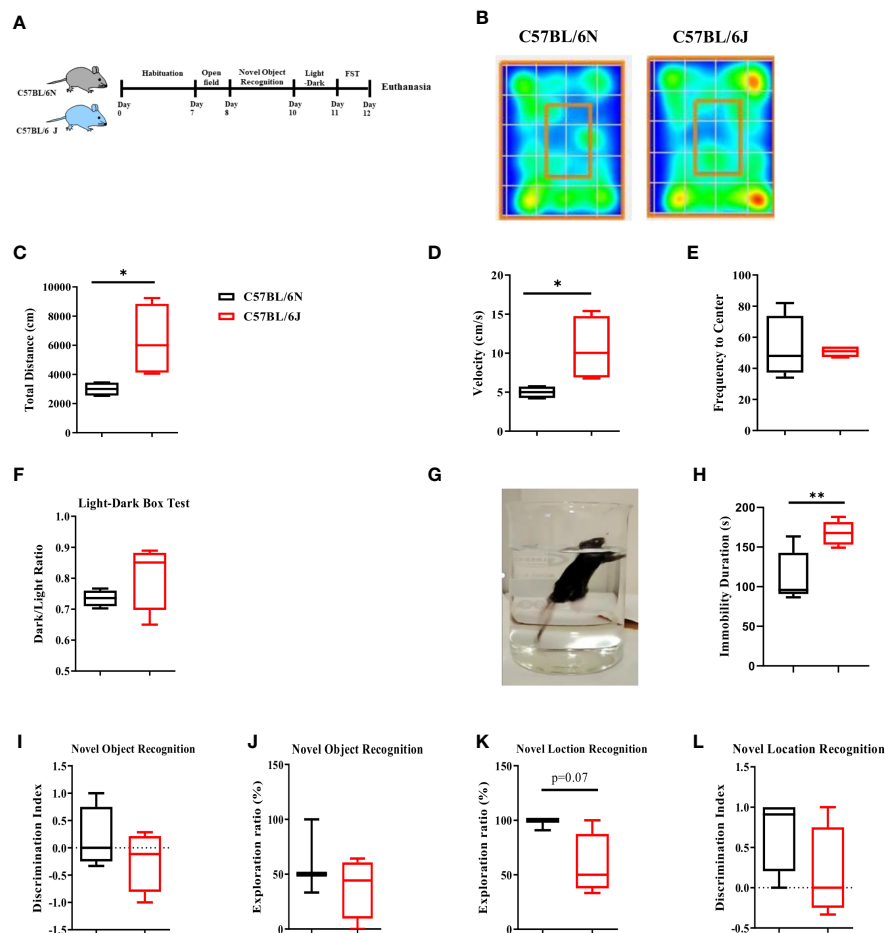 A
C57BL/6N
C57BL/6 J
Habituation
Open
field
Novel Object
Recognition
Light
-Dark
FST
Euthanasia
Day
0
Day
7
Day
8
Day
10
Day
11
Day
12
B
C57BL/6N
C57BL/6J
C
Total Distance (cm)
10000
8000
6000
4000
2000
0
*
C57BL/6N
C57BL/6J
D
Velocity (cm/s)
20
15
10
5
0
*
E
Frequency to Center
100
80
60
40
20
0
F
Light-Dark Box Test
Dark/Light Ratio
1.0
0.9
0.8
0.7
0.6
0.5
G
H
Immobility Duration (s)
200
150
100
50
0
**
I
Novel Object Recognition
Discrimination Index
1.5
1.0
0.5
0.0
-0.5
-1.0
-1.5
J
Novel Object Recognition
Exploration ratio (%)
150
100
50
0
K
Novel Loction Recognition
Exploration ratio (%)
150
100
50
0
p=0.07
L
Novel Location Recognition
Discrimination Index
1.5
1.0
0.5
0.0
-0.5